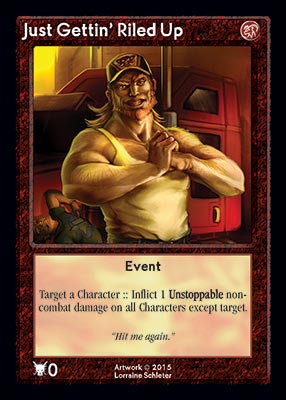 Just Gettin' Riled Up
Event
Target a Character :: Inflict 1 Unstoppable non-
combat damage on all Characters except target.
"Hit me again."
0
Artwork © 2015
Lorraine Schleter